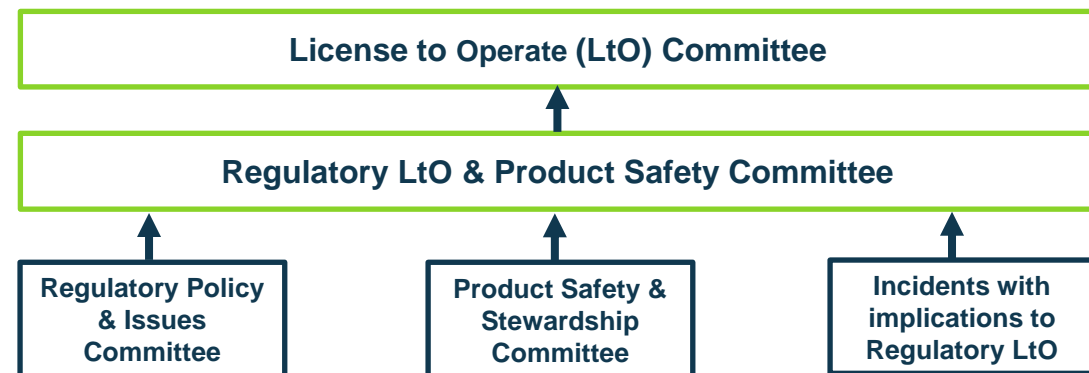 License to Operate (LtO) Committee
Regulatory LtO & Product Safety Committee
Regulatory Policy
& Issues
Committee
Product Safety &
Stewardship
Committee
Incidents with
implications to
Regulatory LtO